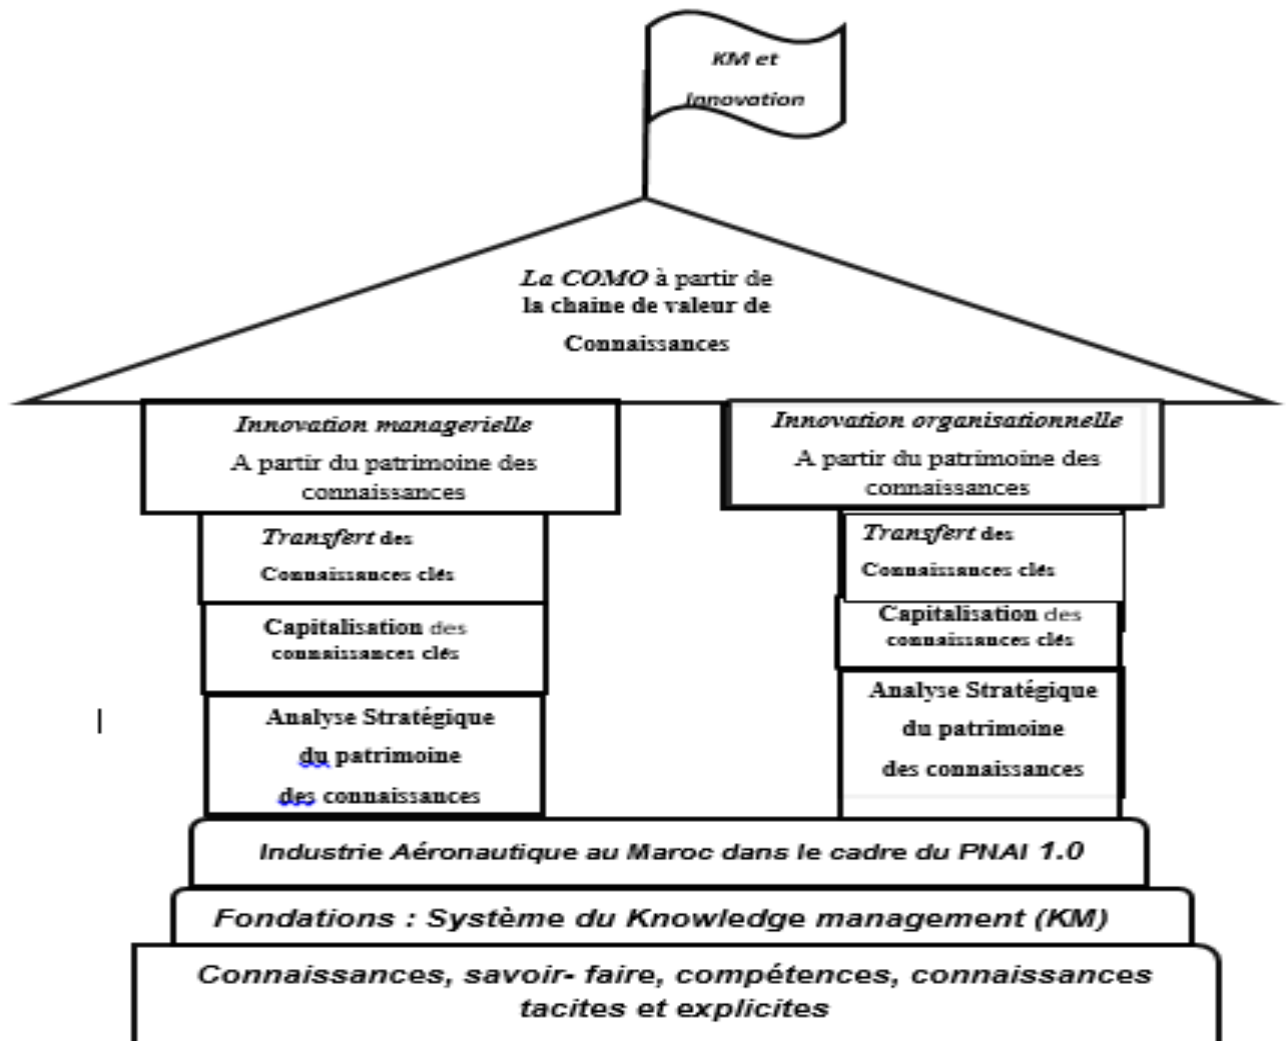 KM et
Innovation
La COMO à partir de
la chaine de valeur de
Connaissances
Innovation managerielle
A partir du patrimoine des
connaissances
Innovation organisationnelle
A partir du patrimoine des
connaissances
Transfert des
Connaissances clés
Transfert des
Connaissances clés
Capitalisation des
connaissances clés
Capitalisation des
connaissances clés
Analyse Stratégique
du patrimoine
des connaissances
Analyse Stratégique
du patrimoine
des connaissances
Industrie Aéronautique au Maroc dans le cadre du PNAI 1.0
Fondations : Système du Knowledge management (KM)
Connaissances, savoir- faire, compétences, connaissances
tacites et explicites